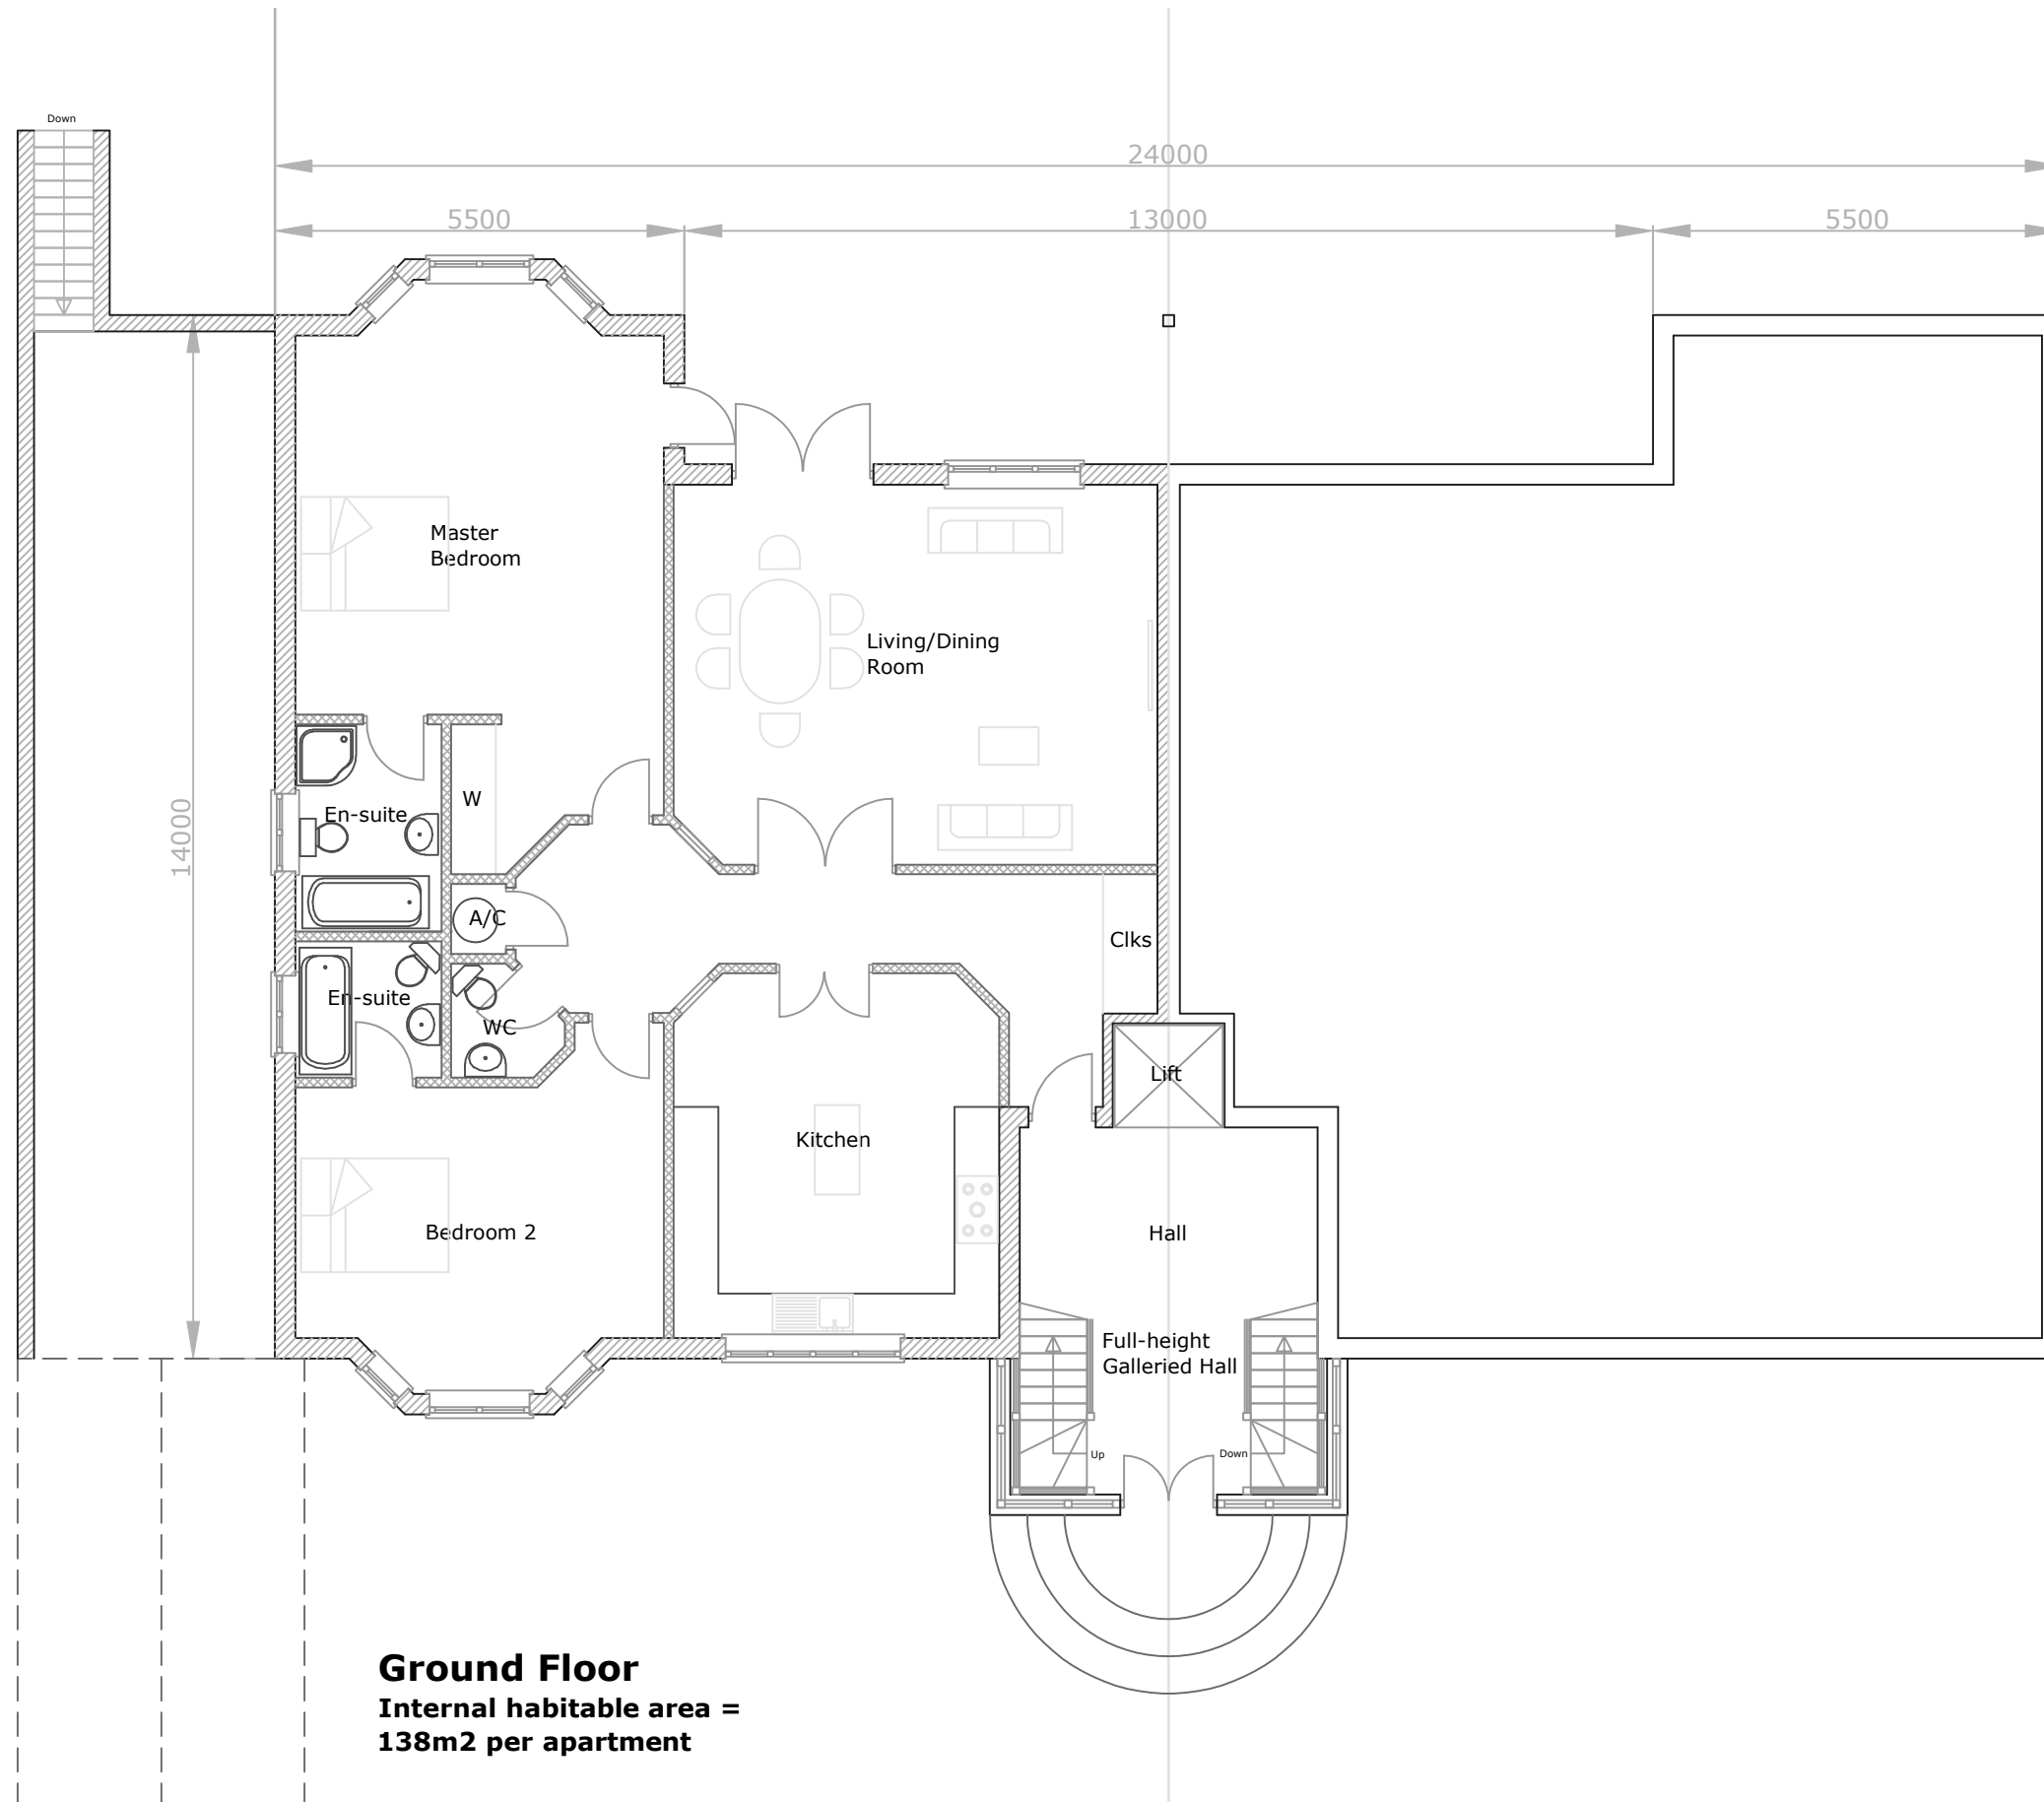 Down
24000
5500
13000
5500
Master
Bedroom
Living/Dining
Room
W
En-suite
14000
A/C
Clks
En-suite
WC
Lift
Kitchen
Bedroom 2
Hall
Full-height
Galleried Hall
Up
Down
Ground Floor
Internal habitable area =
138m2 per apartment